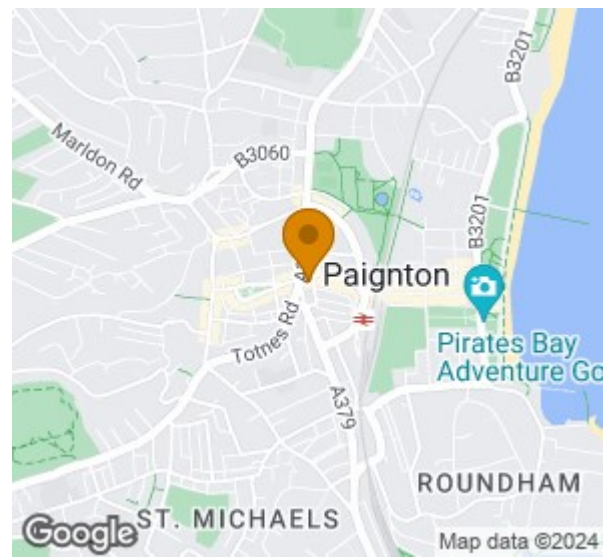 B3201
Marldon Rd
B3060
B3201
Paignton
Totnes Rd
Pirates Bay
Adventure Go
A379
ROUNDHAM
ST. MICHAELS
Google
Map data ©2024